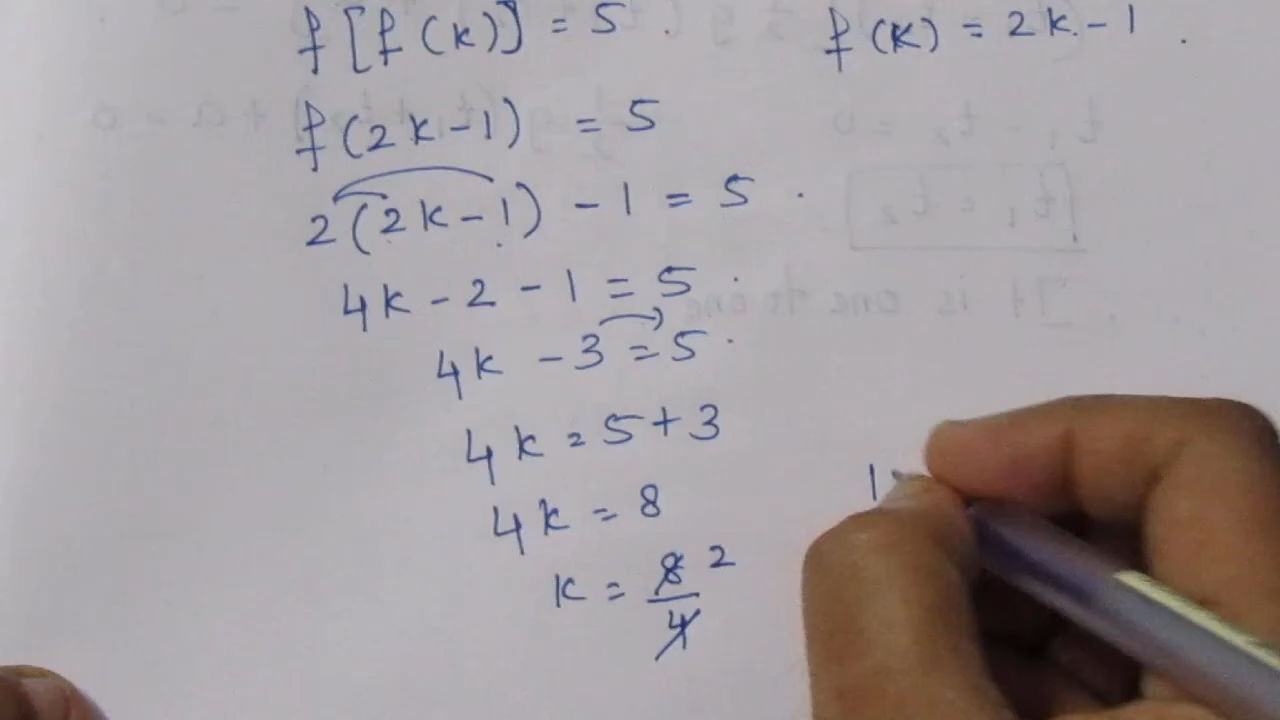 f[f(k)] = 5.    f(k) = 2k - 1.
f(2k-1) = 5
2(2k-1) - 1 = 5.
4k - 2 - 1 = 5.
4k - 3 = 5.
4k = 5 + 3
4k = 8
k = 8/4 2